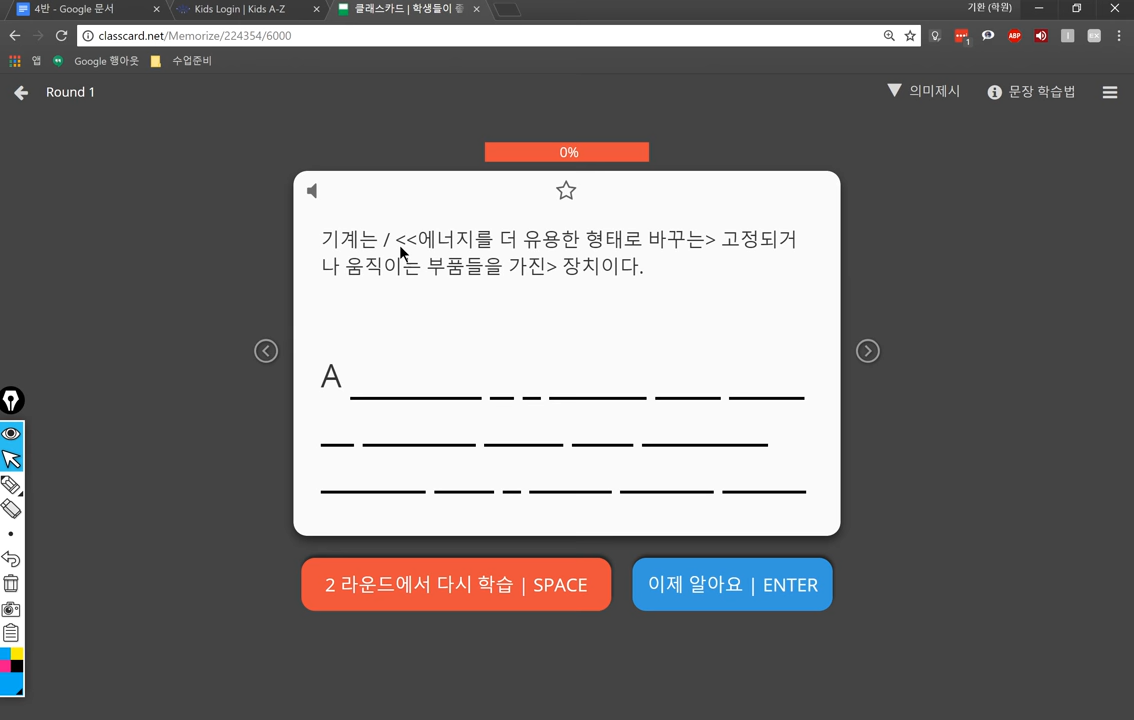 4반 - Google 문서
Kids Login | Kids A-Z
클래스카드 | 학생들이
기환 (학원)
classcard.net/Memorize/224354/6000
1
ABP
앱
Google 행아웃
수업준비
Round 1
의미제시
문장 학습법
0%
기계는 / <<에너지를 더 유용한 형태로 바꾸는> 고정되거
나 움직이는 부품들을 가진> 장치이다.
A
2 라운드에서 다시 학습 | SPACE
이제 알아요 | ENTER